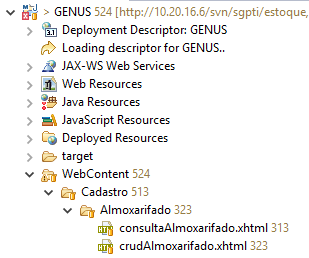 > GENUS 524 [http://10.20.16.6/svn/sgpti/estoque,
Deployment Descriptor: GENUS
Loading descriptor for GENUS..
JAX-WS Web Services
Web Resources
Java Resources
JavaScript Resources
Deployed Resources
target
WebContent 524
Cadastro 513
Almoxarifado 323
consultaAlmoxarifado.xhtml 313
crudAlmoxarifado.xhtml 323